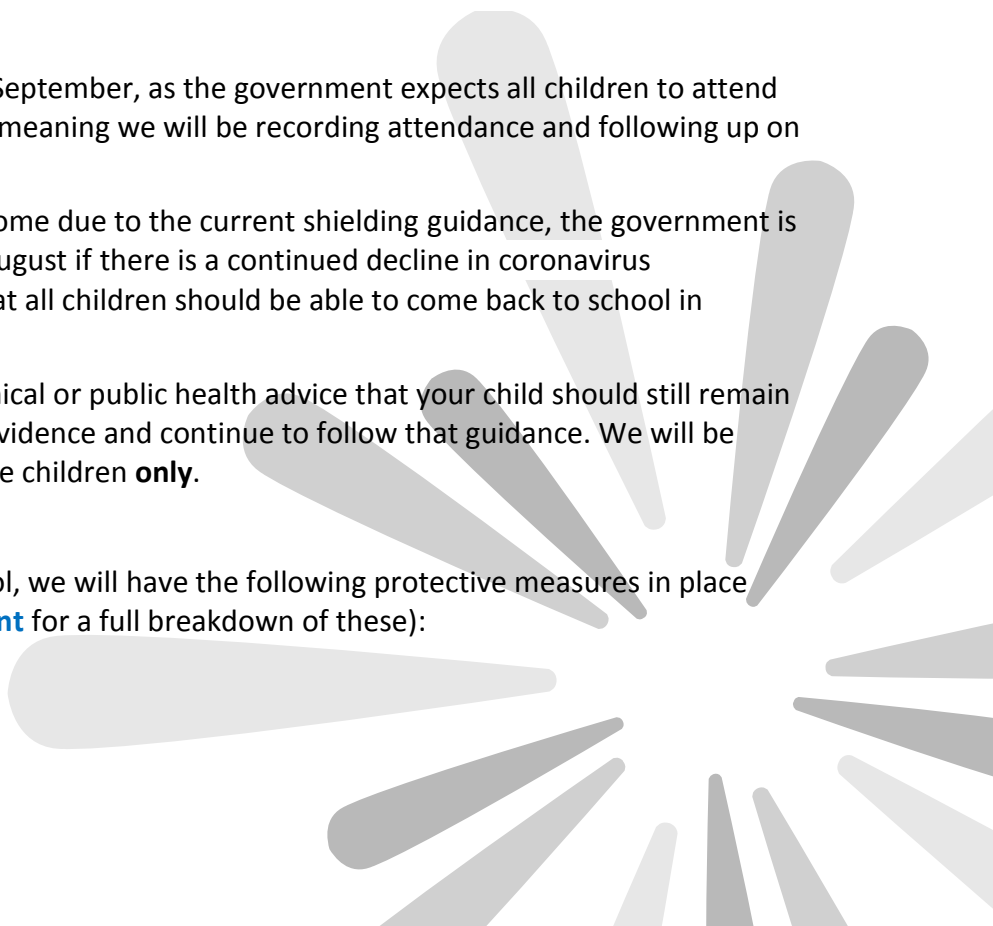 September, as the government expects all children to attend
meaning we will be recording attendance and following up on
ome due to the current shielding guidance, the government is
ugust if there is a continued decline in coronavirus
at all children should be able to come back to school in
nical or public health advice that your child should still remain
vidence and continue to follow that guidance. We will be
e children only.
ol, we will have the following protective measures in place
nt for a full breakdown of these):